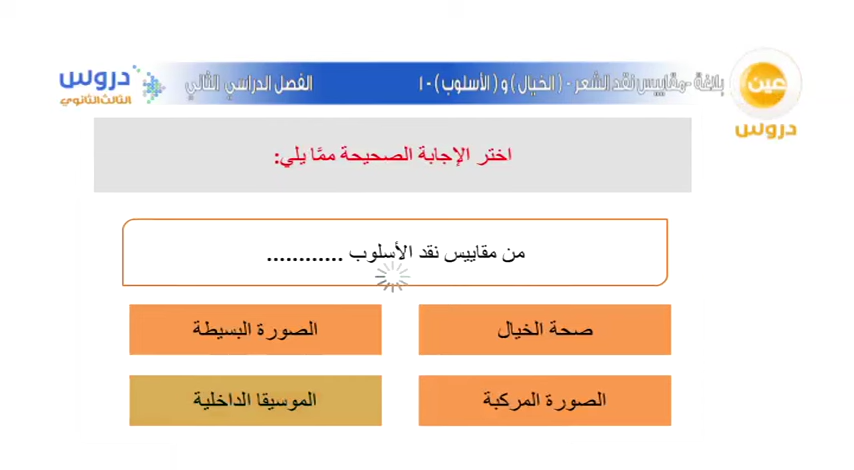 عين
دروس
بلاغة -مقاييس نقد الشعر - ( الخيال ) و ( الأسلوب ) - ١
الفصل الدراسي الثاني
دروس
الثالث الثانوي
اختر الإجابة الصحيحة ممَّا يلي:
من مقاييس نقد الأسلوب ............
صحة الخيال
الصورة البسيطة
الصورة المركبة
الموسيقا الداخلية